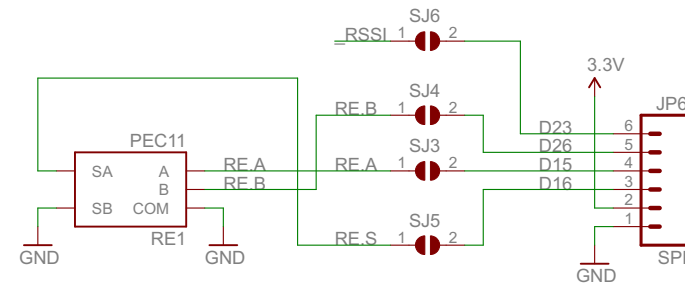 SJ6
_RSSI 1 2
3.3V
SJ4
JP6
RE.B 1 2
D23 6
PEC11
D26 5
SJ3
SA A RE.A RE.A 1 2 D15 4
B RE.B D16 3
SB COM 2
SJ5
RE1 1
RE.S 1 2
GND GND GND SPI